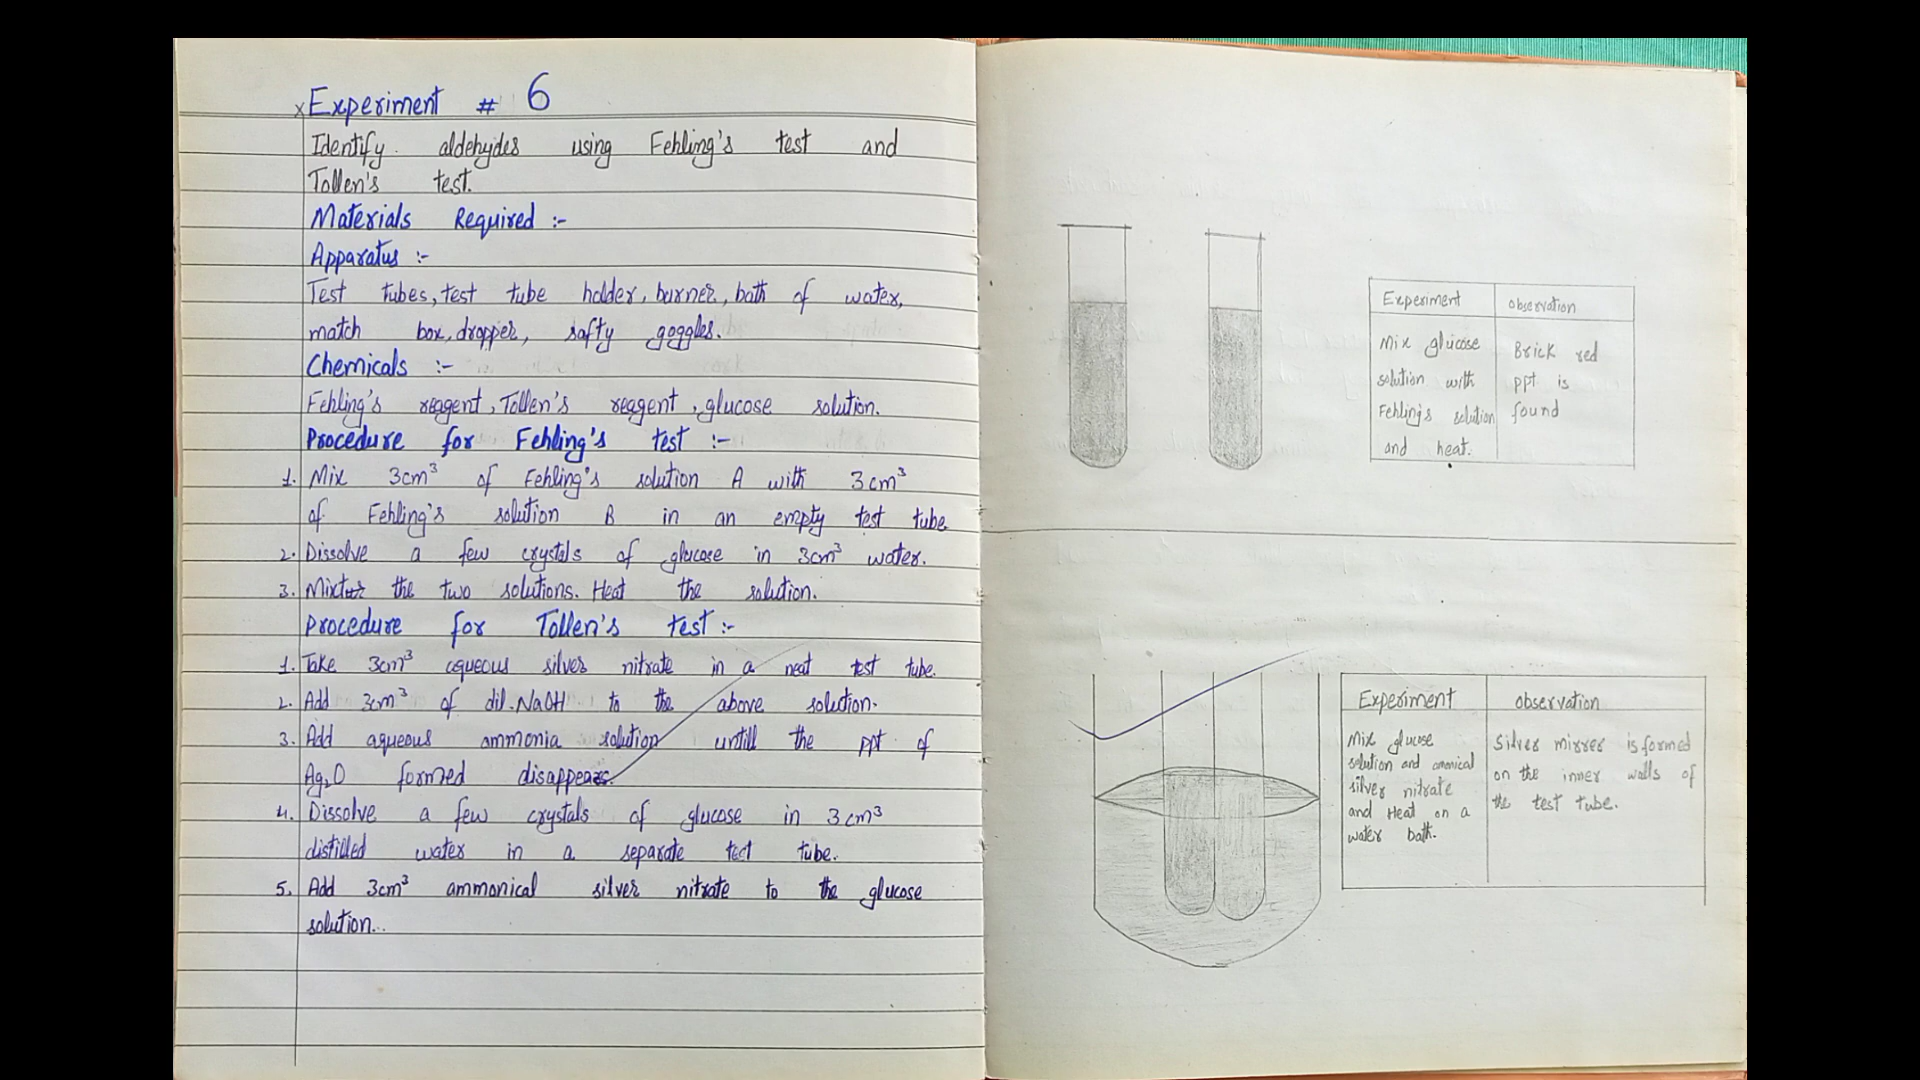 Experiment # 6
Identify aldehydes using Fehling's test and
Tollen's test.
Materials Required :-
Apparatus :-
Test tubes, test tube holder, burner, bath of water,
match box, dropper, safty goggles.
Chemicals :-
Fehling's reagent, Tollen's reagent, glucose solution.
Procedure for Fehling's test :-
1. Mix 3cm³ of Fehling's solution A with 3cm³
of Fehling's solution B in an empty test tube
2. Dissolve a few crystals of glucose in 3cm³ water.
3. Mix the two solutions. Heat the solution.
Procedure for Tollen's test :-
1. Take 3cm³ aqueous silver nitrate in a neat test tube.
2. Add 3cm³ of dil. NaOH to the above solution.
3. Add aqueous ammonia solution untill the ppt of
Ag₂O formed disappears.
4. Dissolve a few crystals of glucose in 3cm³
distilled water in a separate test tube.
5. Add 3cm³ ammonical silver nitrate to the glucose
solution...
Experiment
observation
Mix glucose
solution with
Fehling's solution
and heat.
Brick red
ppt is
found
Experiment
observation
Mix glucose
solution and amonical
silver nitrate
and Heat on a
water bath.
Silver mirrer is formed
on the inner walls of
the test tube.